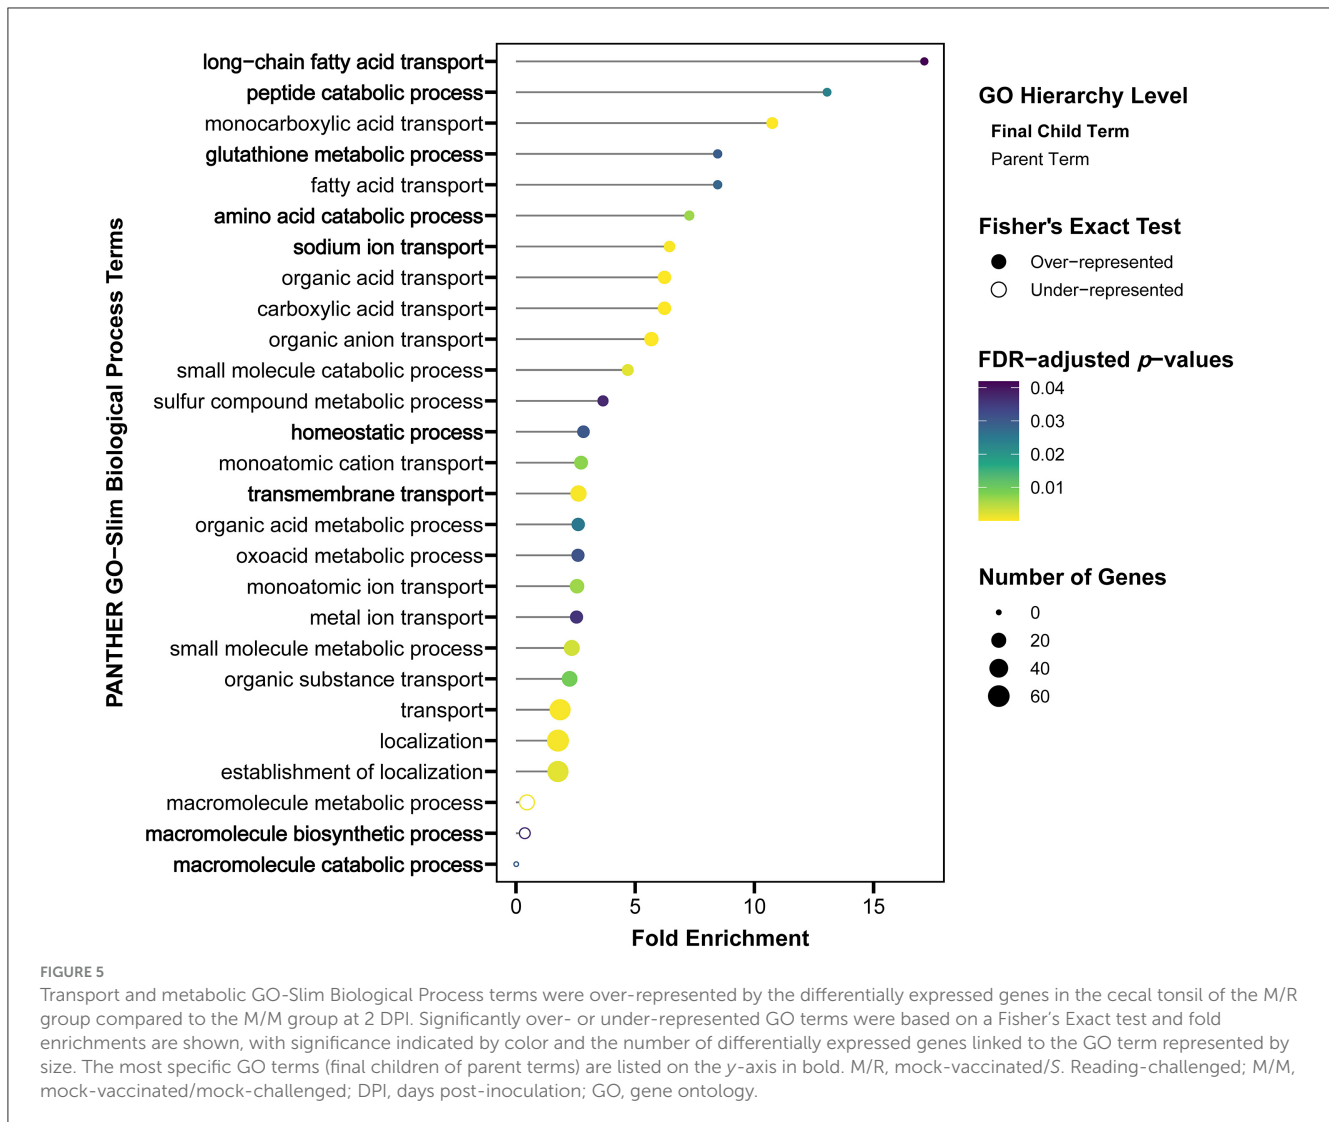 long−chain fatty acid transport
peptide catabolic process
monocarboxylic acid transport
glutathione metabolic process
fatty acid transport
amino acid catabolic process
sodium ion transport
organic acid transport
carboxylic acid transport
organic anion transport
small molecule catabolic process
sulfur compound metabolic process
homeostatic process
monoatomic cation transport
transmembrane transport
organic acid metabolic process
oxoacid metabolic process
monoatomic ion transport
metal ion transport
small molecule metabolic process
organic substance transport
transport
localization
establishment of localization
macromolecule metabolic process
macromolecule biosynthetic process
macromolecule catabolic process
PANTHER GO−Slim Biological Process Terms
0 5 10 15
Fold Enrichment
GO Hierarchy Level
Final Child Term
Parent Term
Fisher's Exact Test
Over−represented
Under−represented
FDR−adjusted p−values
0.04
0.03
0.02
0.01
Number of Genes
0
20
40
60
FIGURE 5
Transport and metabolic GO-Slim Biological Process terms were over-represented by the differentially expressed genes in the cecal tonsil of the M/R
group compared to the M/M group at 2 DPI. Significantly over- or under-represented GO terms were based on a Fisher's Exact test and fold
enrichments are shown, with significance indicated by color and the number of differentially expressed genes linked to the GO term represented by
size. The most specific GO terms (final children of parent terms) are listed on the y-axis in bold. M/R, mock-vaccinated/S. Reading-challenged; M/M,
mock-vaccinated/mock-challenged; DPI, days post-inoculation; GO, gene ontology.